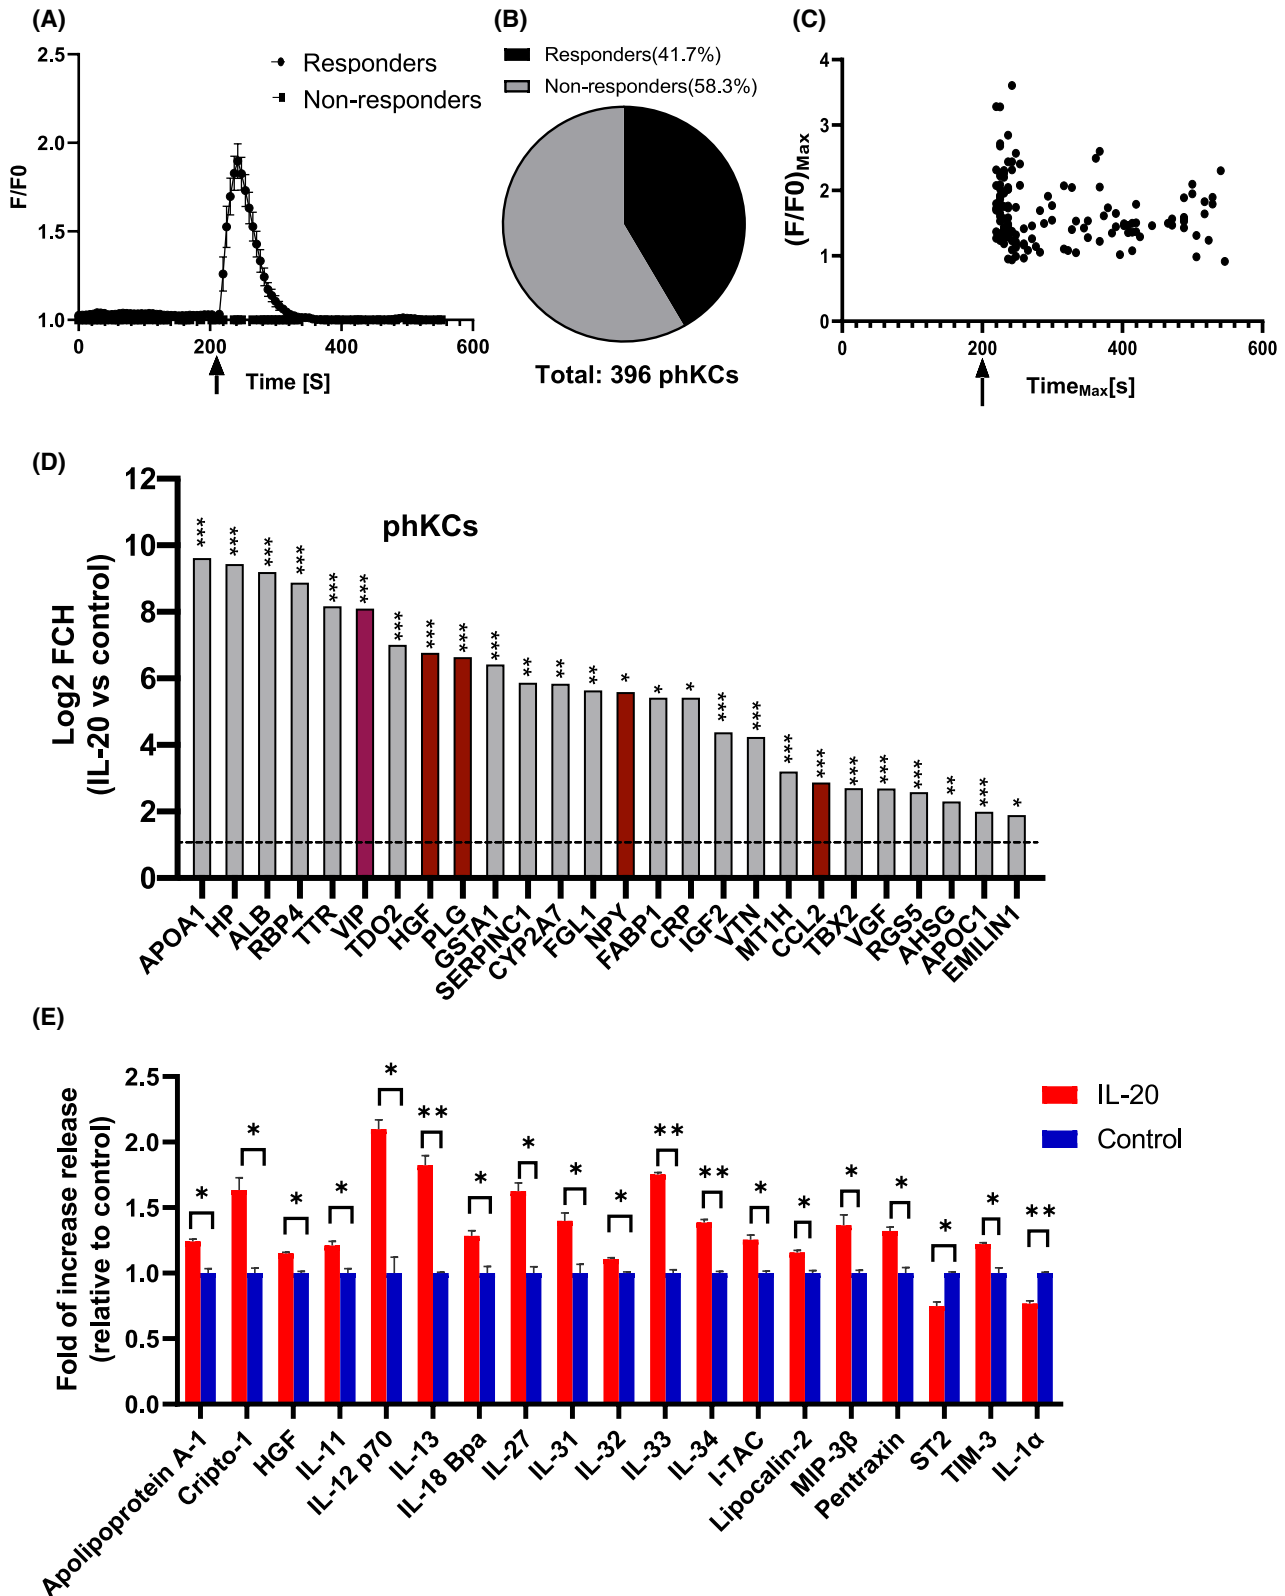 (A)
2.5
2.0
1.5
1.0
F/F0
Responders
Non-responders
0
200
400
600
Time [S]
(B)
Responders(41.7%)
Non-responders(58.3%)
Total: 396 phKCs
(C)
4
3
2
1
0
(F/F0)Max
0
200
400
600
TimeMax[s]
(D)
12
10
8
6
4
2
0
Log2 FCH
(IL-20 vs control)
phKCs
***
***
***
***
***
***
***
***
***
***
**
**
**
*
*
*
***
***
***
***
***
***
***
**
***
*
APOA1
HP
ALB
RBP4
TTR
VIP
TDO2
HGF
PLG
GSTA1
SERPINC1
CYP2A7
FGL1
NPY
FABP1
CRP
IGF2
VTN
MT1H
CCL2
TBX2
VGF
RGS5
AHSG
APOC1
EMILIN1
(E)
2.5
2.0
1.5
1.0
0.5
0.0
Fold of increase release
(relative to control)
IL-20
Control
*
*
*
*
*
**
*
*
*
*
**
**
*
*
*
*
*
*
**
Apolipoprotein A-1
Cripto-1
HGF
IL-11
IL-12 p70
IL-13
IL-18 Bpa
IL-27
IL-31
IL-32
IL-33
IL-34
I-TAC
Lipocalin-2
MIP-3β
Pentraxin
ST2
TIM-3
IL-1α